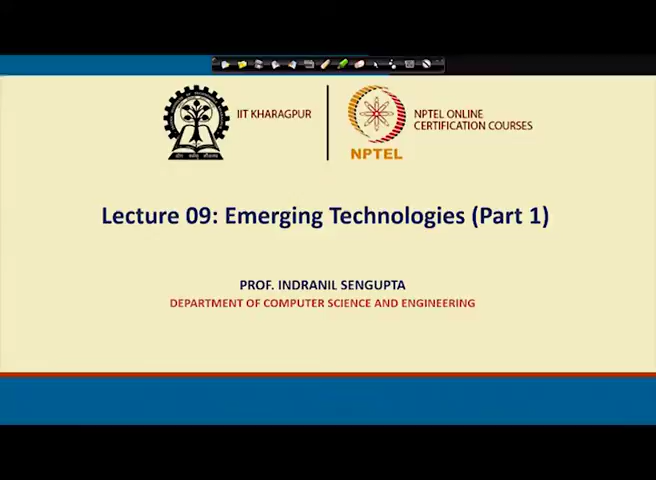 IIT KHARAGPUR
NPTEL ONLINE
CERTIFICATION COURSES
NPTEL
Lecture 09: Emerging Technologies (Part 1)
PROF. INDRANIL SENGUPTA
DEPARTMENT OF COMPUTER SCIENCE AND ENGINEERING